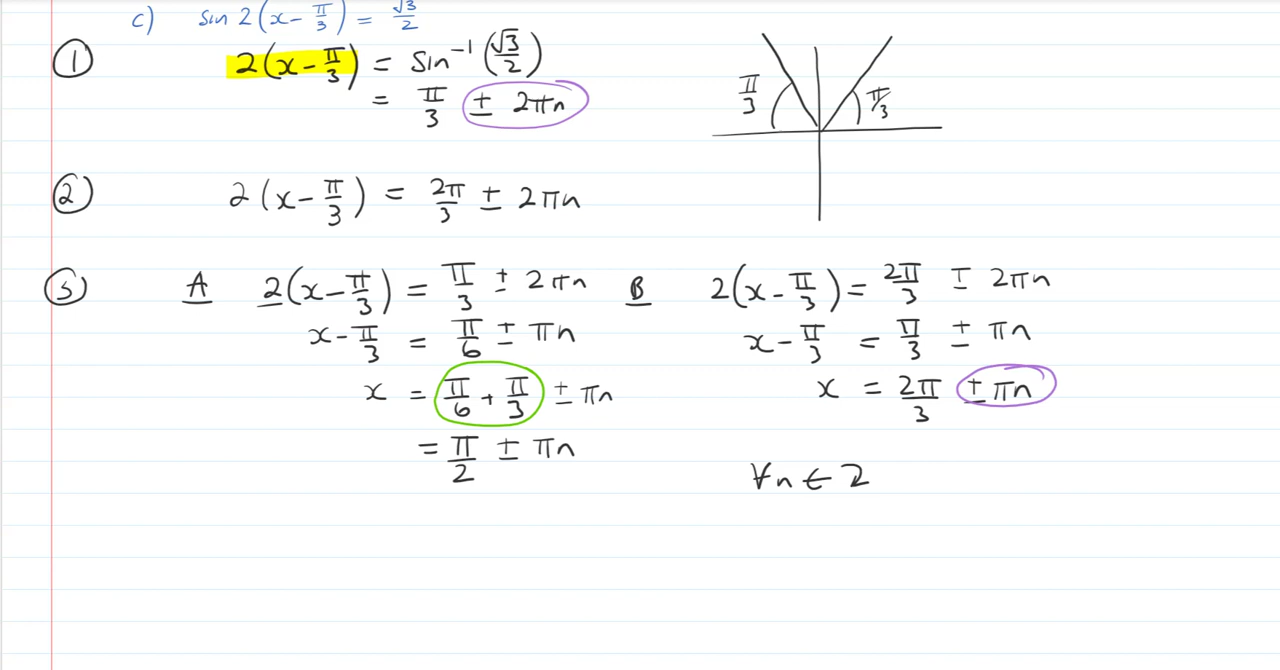 c) sin 2(x - π/3) = √3/2
① 2(x - π/3) = sin⁻¹(√3/2)
= π/3 ± 2πn
π/3 π/3
② 2(x - π/3) = 2π/3 ± 2πn
③ A 2(x - π/3) = π/3 ± 2πn
x - π/3 = π/6 ± πn
x = π/6 + π/3 ± πn
= π/2 ± πn
B 2(x - π/3) = 2π/3 ± 2πn
x - π/3 = π/3 ± πn
x = 2π/3 ± πn
∀n ∈ Z